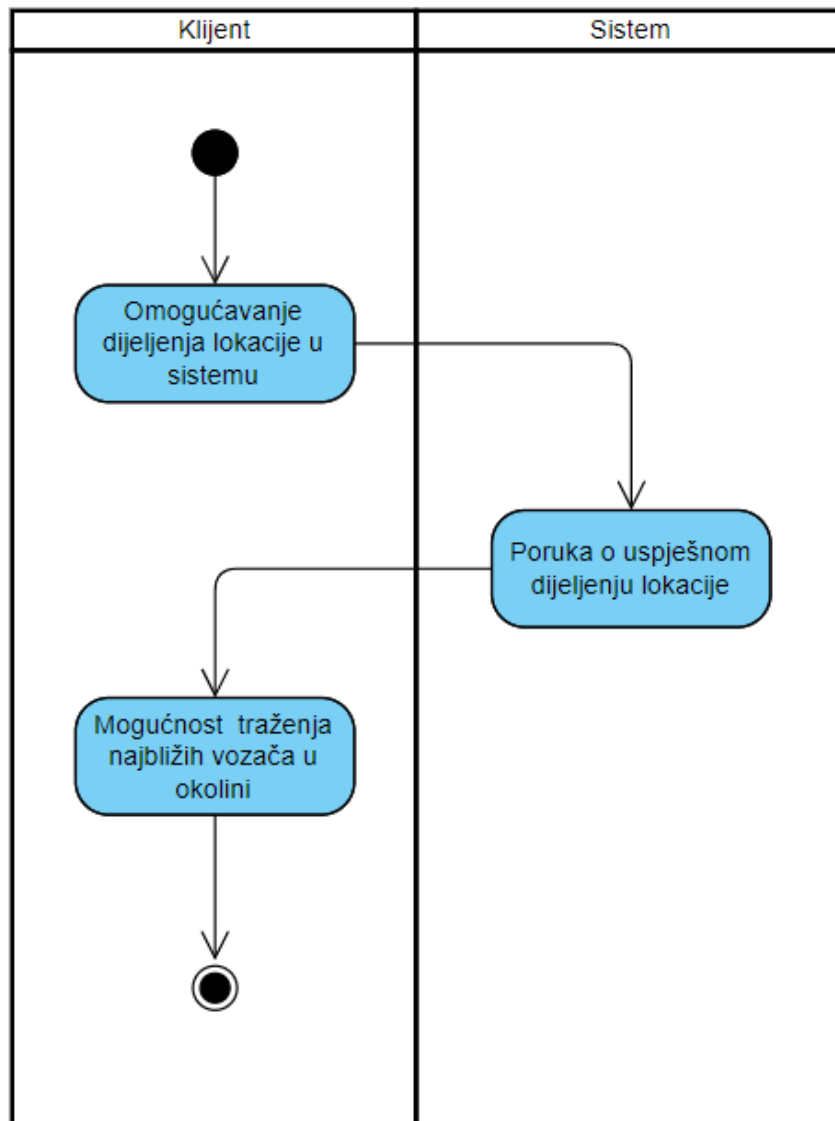 Klijent
Sistem
Omogućavanje
dijeljenja lokacije u
sistemu
Poruka o uspješnom
dijeljenju lokacije
Mogućnost  traženja
najbližih vozača u
okolini